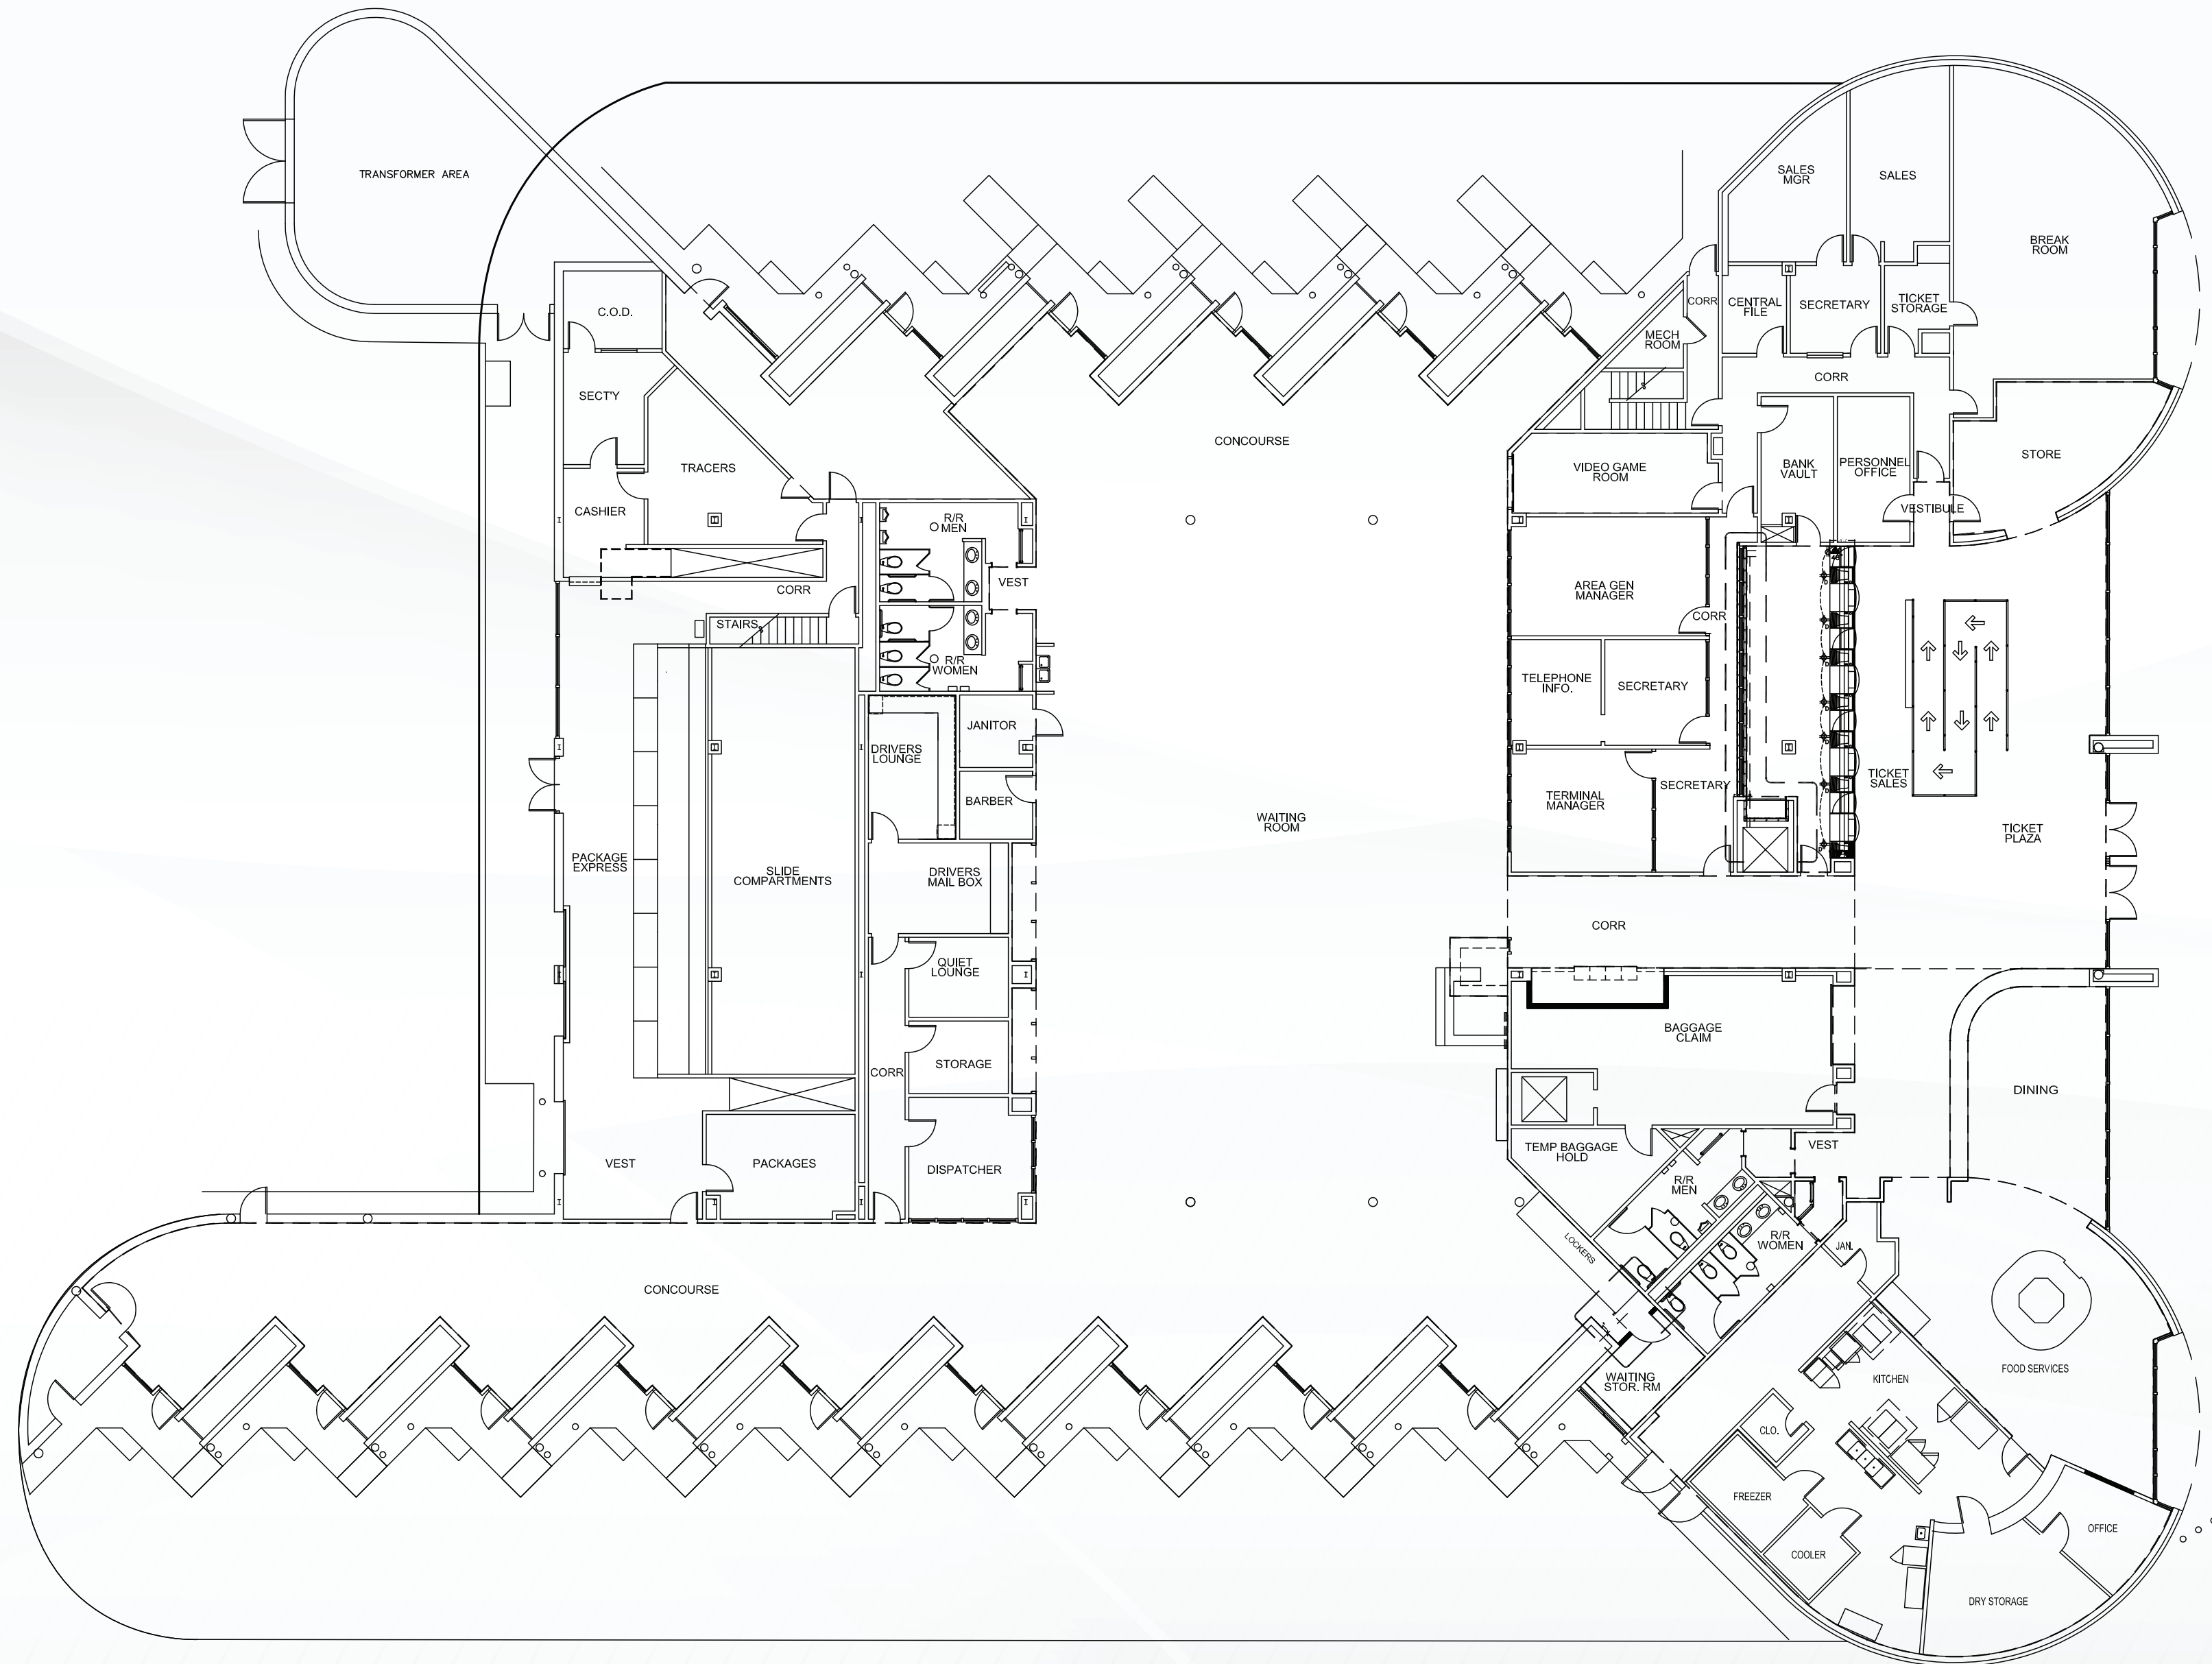 TRANSFORMER AREA
SALES
MGR
SALES
BREAK
ROOM
C.O.D.
CORR
CENTRAL
FILE
SECRETARY
TICKET
STORAGE
MECH
ROOM
CORR
SECT'Y
CONCOURSE
STORE
TRACERS
VIDEO GAME
ROOM
BANK
VAULT
PERSONNEL
OFFICE
CASHIER
R/R
MEN
VESTIBULE
VEST
CORR
AREA GEN
MANAGER
CORR
STAIRS
R/R
WOMEN
TELEPHONE
INFO.
SECRETARY
JANITOR
DRIVERS
LOUNGE
BARBER
TERMINAL
MANAGER
SECRETARY
TICKET
SALES
WAITING
ROOM
TICKET
PLAZA
PACKAGE
EXPRESS
SLIDE
COMPARTMENTS
DRIVERS
MAIL BOX
CORR
QUIET
LOUNGE
BAGGAGE
CLAIM
STORAGE
CORR
DINING
VEST
PACKAGES
DISPATCHER
TEMP BAGGAGE
HOLD
VEST
R/R
MEN
R/R
WOMEN
JAN.
LOCKERS
CONCOURSE
FOOD SERVICES
WAITING
STOR. RM
KITCHEN
CLO.
FREEZER
OFFICE
COOLER
DRY STORAGE